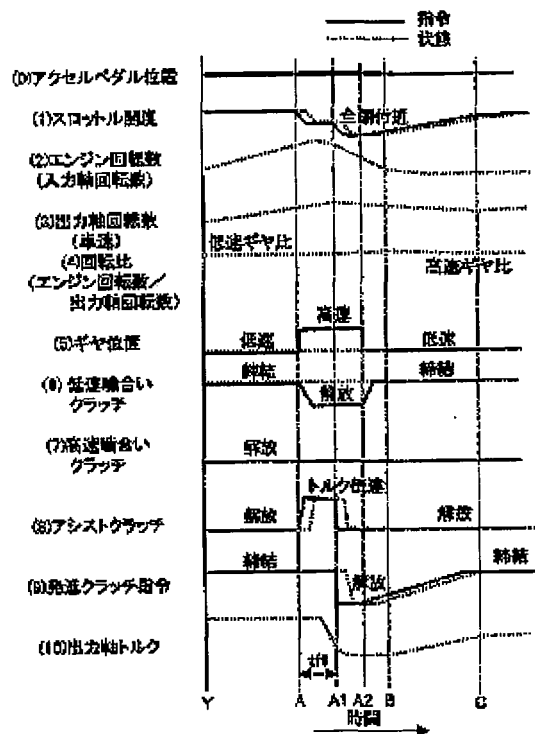 指令
状態
(0)アクセルペダル位置
(1)スロットル開度
全閉付近
(2)エンジン回転数
(入力軸回転数)
(3)出力軸回転数
(車速)
低速ギヤ比
(4)回転比
高速ギヤ比
(エンジン回転数/
出力軸回転数)
高速
(5)ギヤ位置
低速
低速
締結
締結
(6)低速噛合い
クラッチ
解放
(7)高速噛合い
クラッチ
解放
トルク伝達
(8)アシストクラッチ
解放
解放
締結
締結
(9)発進クラッチ指令
解放
(10)出力軸トルク
Y
A
A1
A2
B
C
時間